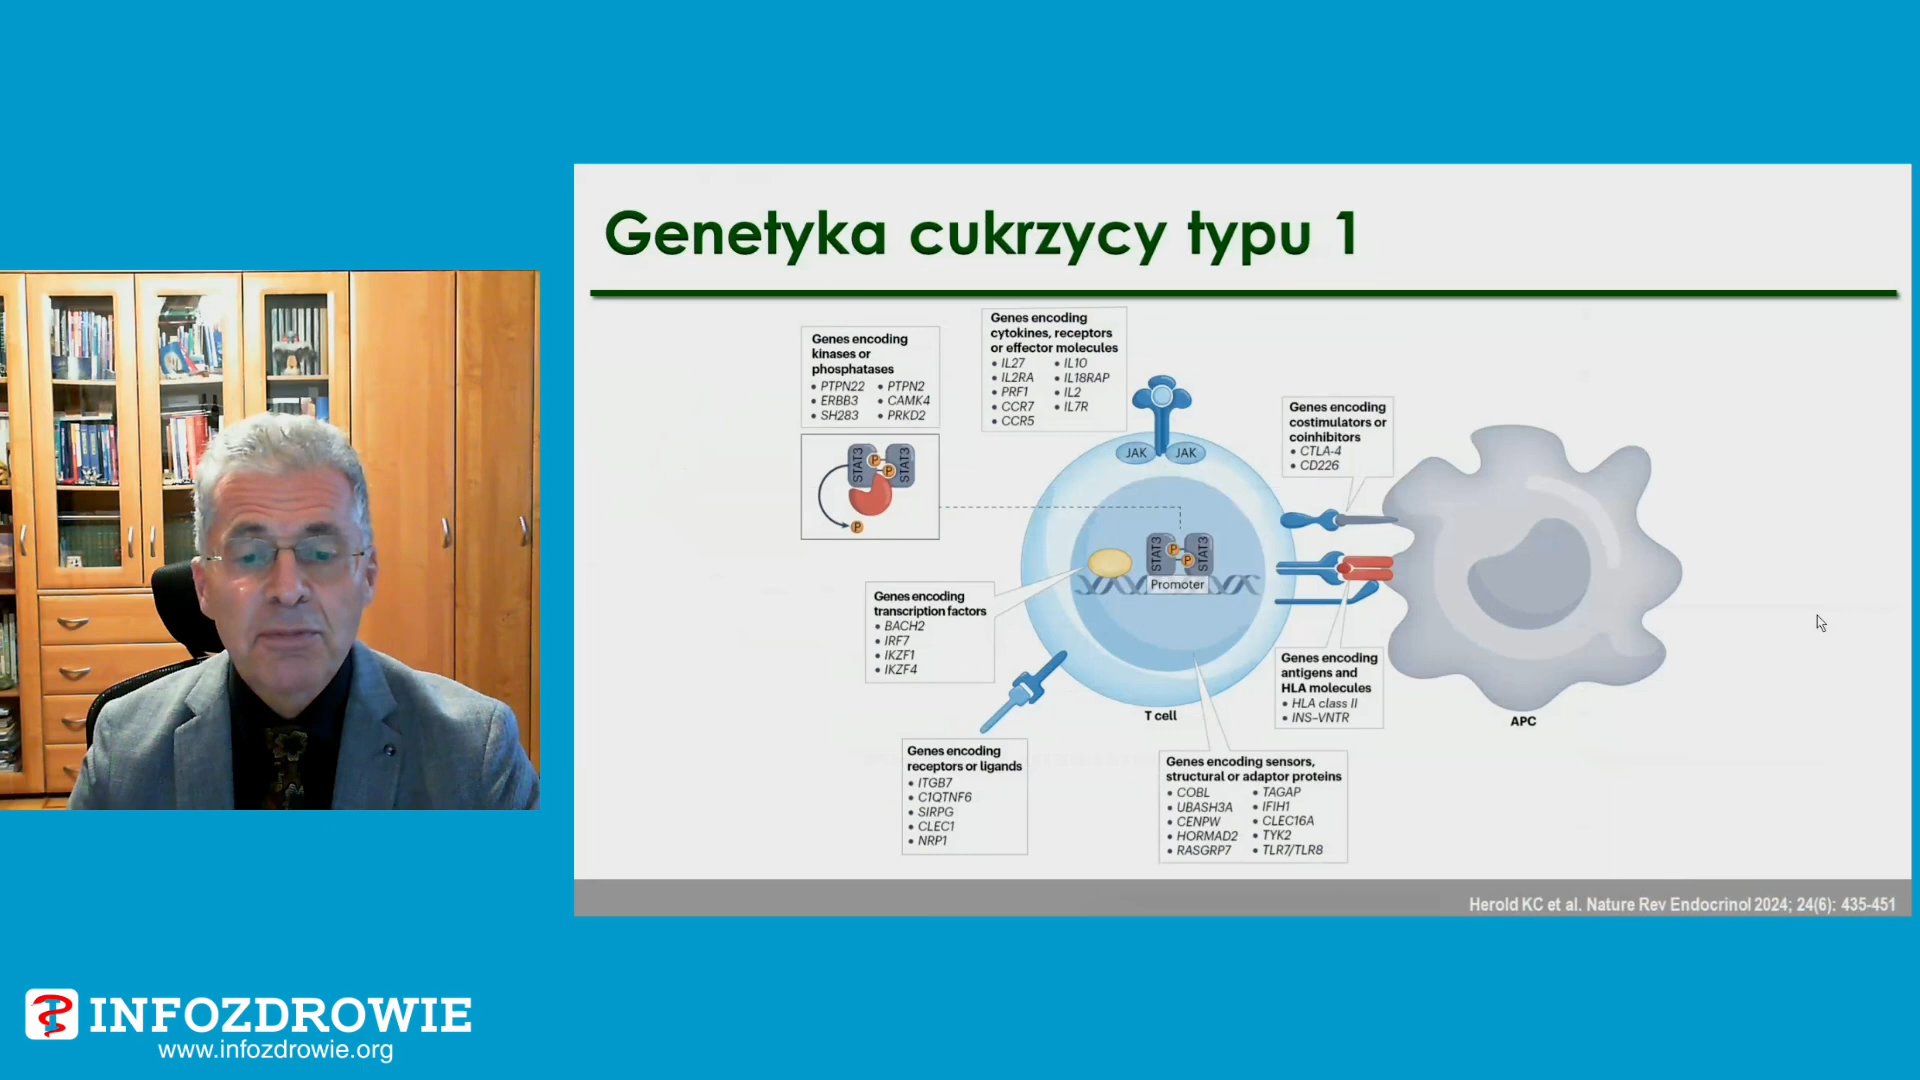 Genetyka cukrzycy typu 1
Genes encoding
kinases or
phosphatases
• PTPN22 • PTPN2
• ERBB3 • CAMK4
• SH283 • PRKD2
STAT3 P P STAT3
P
Genes encoding
cytokines, receptors
or effector molecules
• IL27 • IL10
• IL2RA • IL18RAP
• PRF1 • IL2
• CCR7 • IL7R
• CCR5
JAK JAK
Genes encoding
costimulators or
coinhibitors
• CTLA-4
• CD226
STAT3 P P STAT3
Promoter
Genes encoding
transcription factors
• BACH2
• IRF7
• IKZF1
• IKZF4
Genes encoding
antigens and
HLA molecules
• HLA class II
• INS–VNTR
T cell
APC
Genes encoding
receptors or ligands
• ITGB7
• C1QTNF6
• SIRPG
• CLEC1
• NRP1
Genes encoding sensors,
structural or adaptor proteins
• COBL • TAGAP
• UBASH3A • IFIH1
• CENPW • CLEC16A
• HORMAD2 • TYK2
• RASGRP7 • TLR7/TLR8
Herold KC et al. Nature Rev Endocrinol 2024; 24(6): 435-451
INFOZDROWIE
www.infozdrowie.org